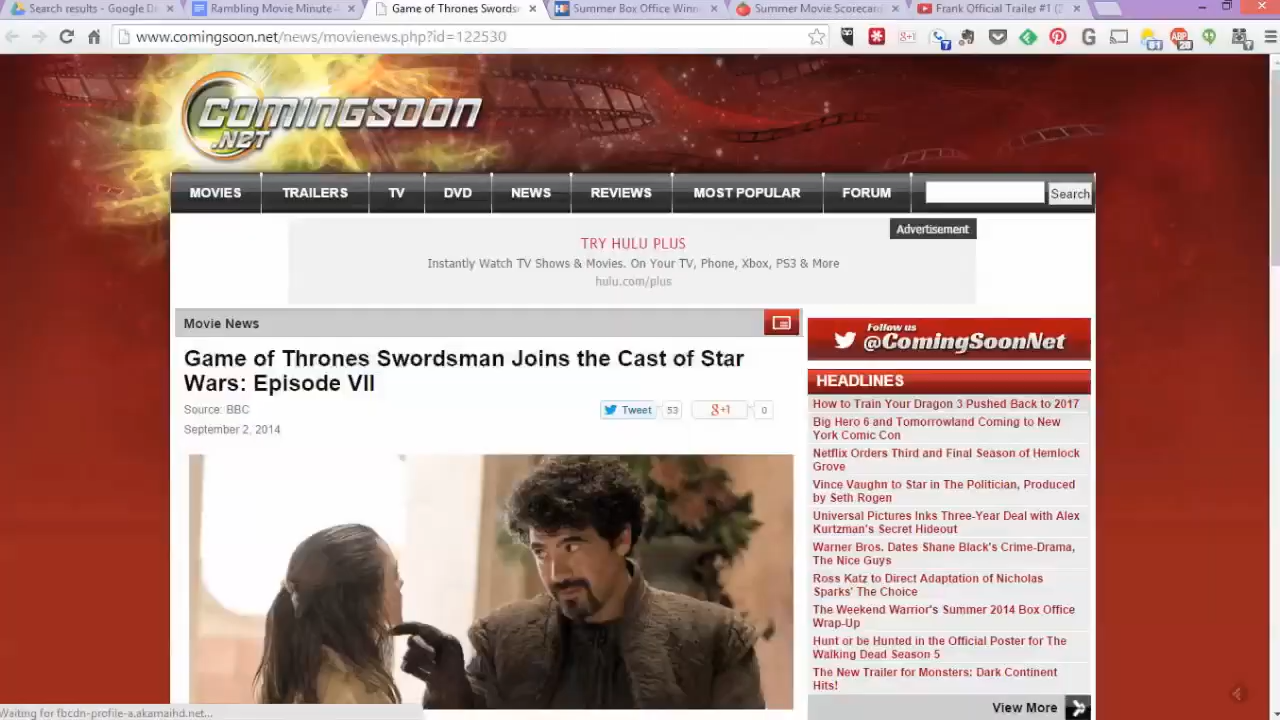 Search results - Google D
Rambling Movie Minute
Game of Thrones Swords
Summer Box Office Winn
Summer Movie Scorecar
Frank Official Trailer #1 (
www.comingsoon.net/news/movienews.php?id=122530
COMINGSOON
.NET
MOVIES TRAILERS TV DVD NEWS REVIEWS MOST POPULAR FORUM Search
Advertisement
TRY HULU PLUS
Instantly Watch TV Shows & Movies. On Your TV, Phone, Xbox, PS3 & More
hulu.com/plus
Movie News
Game of Thrones Swordsman Joins the Cast of Star
Wars: Episode VII
Source: BBC
September 2, 2014
Tweet 53 g+1 0
Follow us
@ComingSoonNet
HEADLINES
How to Train Your Dragon 3 Pushed Back to 2017
Big Hero 6 and Tomorrowland Coming to New
York Comic Con
Netflix Orders Third and Final Season of Hemlock
Grove
Vince Vaughn to Star in The Politician, Produced
by Seth Rogen
Universal Pictures Inks Three-Year Deal with Alex
Kurtzman's Secret Hideout
Warner Bros. Dates Shane Black's Crime-Drama,
The Nice Guys
Ross Katz to Direct Adaptation of Nicholas
Sparks' The Choice
The Weekend Warrior's Summer 2014 Box Office
Wrap-Up
Hunt or be Hunted in the Official Poster for The
Walking Dead Season 5
The New Trailer for Monsters: Dark Continent
Hits!
View More
Waiting for fbcdn-profile-a.akamaihd.net...